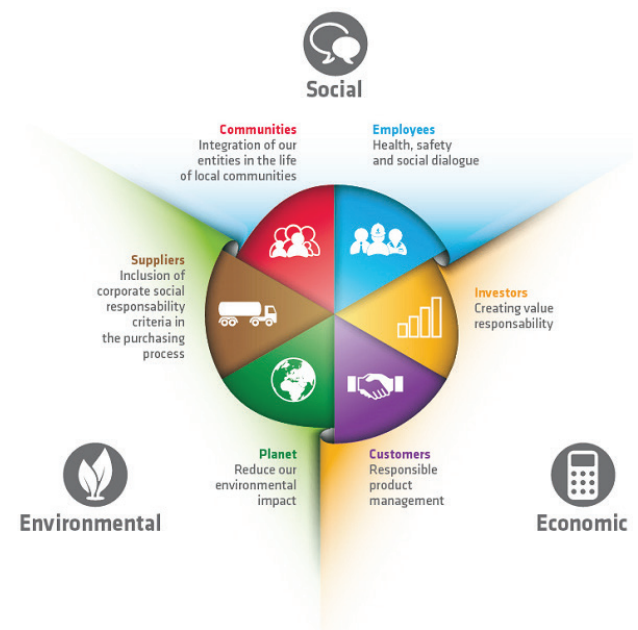 Social
Communities
Integration of our
entities in the life
of local communities
Employees
Health, safety
and social dialogue
Suppliers
Inclusion of
corporate social
responsability
criteria in
the purchasing
process
Investors
Creating value
responsability
Planet
Reduce our
environmental
impact
Customers
Responsible
product
management
Environmental
Economic